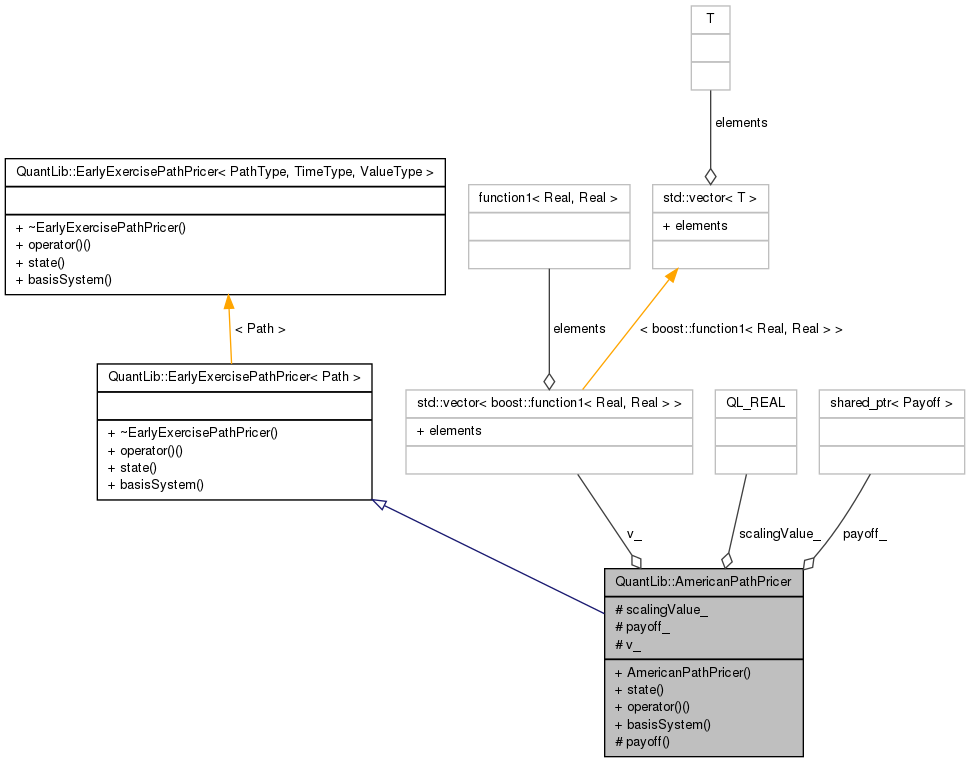 T
elements
QuantLib::EarlyExercisePathPricer< PathType, TimeType, ValueType >
+ ~EarlyExercisePathPricer()
+ operator()()
+ state()
+ basisSystem()
function1< Real, Real >
std::vector< T >
+ elements
< Path >
elements
< boost::function1< Real, Real > >
QuantLib::EarlyExercisePathPricer< Path >
+ ~EarlyExercisePathPricer()
+ operator()()
+ state()
+ basisSystem()
std::vector< boost::function1< Real, Real > >
+ elements
QL_REAL
shared_ptr< Payoff >
v_
scalingValue_
payoff_
QuantLib::AmericanPathPricer
# scalingValue_
# payoff_
# v_
+ AmericanPathPricer()
+ state()
+ operator()()
+ basisSystem()
# payoff()